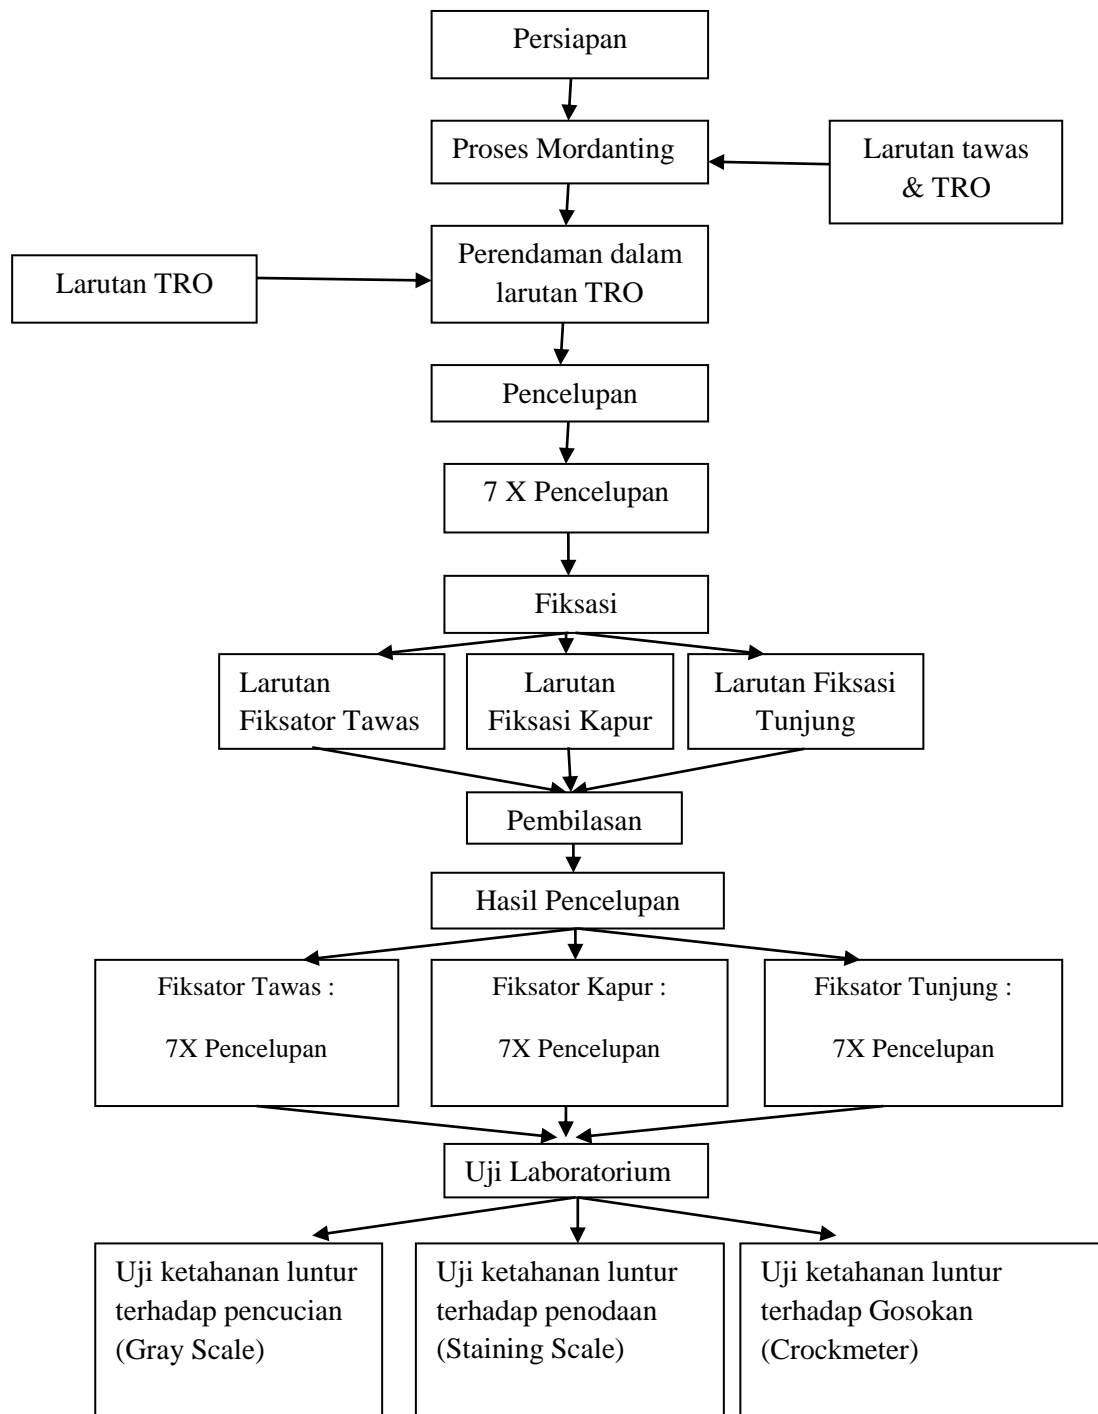 Persiapan
Proses Mordanting
Larutan tawas
& TRO
Larutan TRO
Perendaman dalam
larutan TRO
Pencelupan
7 X Pencelupan
Fiksasi
Larutan
Fiksator Tawas
Larutan
Fiksasi Kapur
Larutan Fiksasi
Tunjung
Pembilasan
Hasil Pencelupan
Fiksator Tawas :
7X Pencelupan
Fiksator Kapur :
7X Pencelupan
Fiksator Tunjung :
7X Pencelupan
Uji Laboratorium
Uji ketahanan luntur
terhadap pencucian
(Gray Scale)
Uji ketahanan luntur
terhadap penodaan
(Staining Scale)
Uji ketahanan luntur
terhadap Gosokan
(Crockmeter)